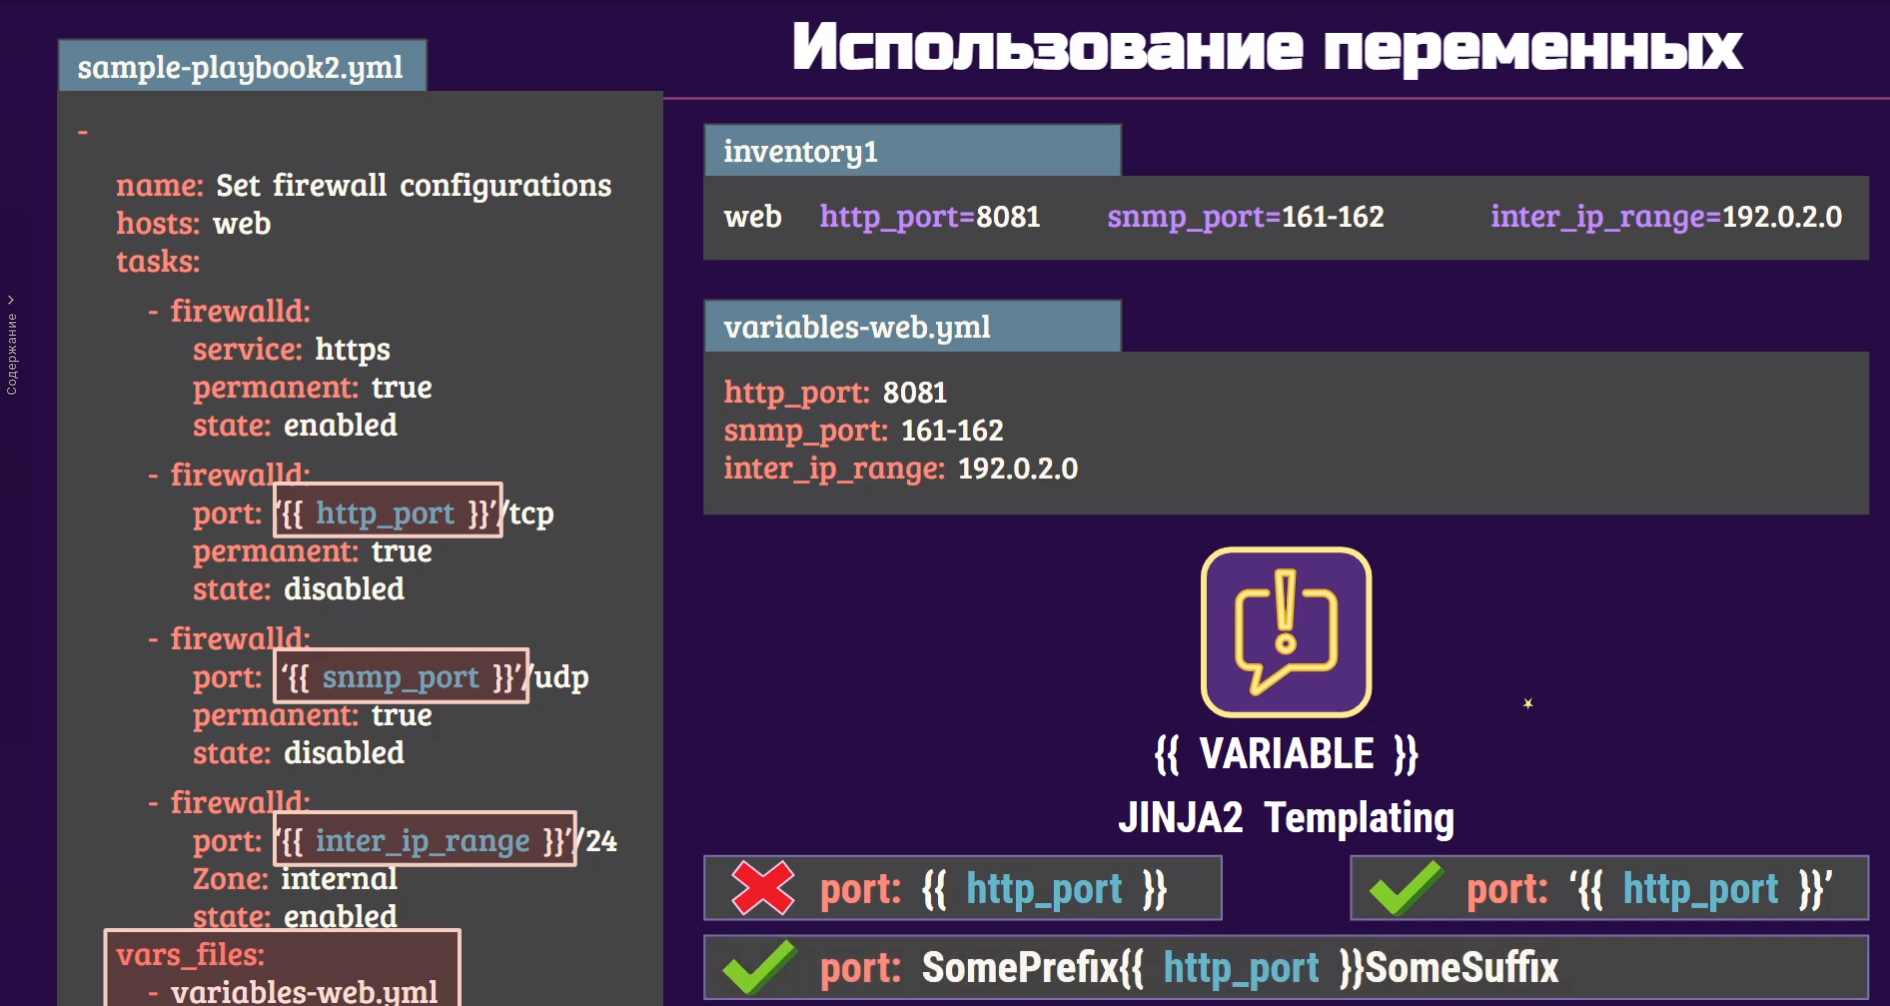 Использование переменных
Содержание
sample-playbook2.yml
-
name: Set firewall configurations
hosts: web
tasks:
- firewalld:
service: https
permanent: true
state: enabled
- firewalld:
port: ‘{{ http_port }}’/tcp
permanent: true
state: disabled
- firewalld:
port: ‘{{ snmp_port }}’/udp
permanent: true
state: disabled
- firewalld:
port: ‘{{ inter_ip_range }}’/24
Zone: internal
state: enabled
vars_files:
- variables-web.yml
inventory1
web http_port=8081 snmp_port=161-162 inter_ip_range=192.0.2.0
variables-web.yml
http_port: 8081
snmp_port: 161-162
inter_ip_range: 192.0.2.0
{{ VARIABLE }}
JINJA2 Templating
port: {{ http_port }}
port: ‘{{ http_port }}’
port: SomePrefix{{ http_port }}SomeSuffix